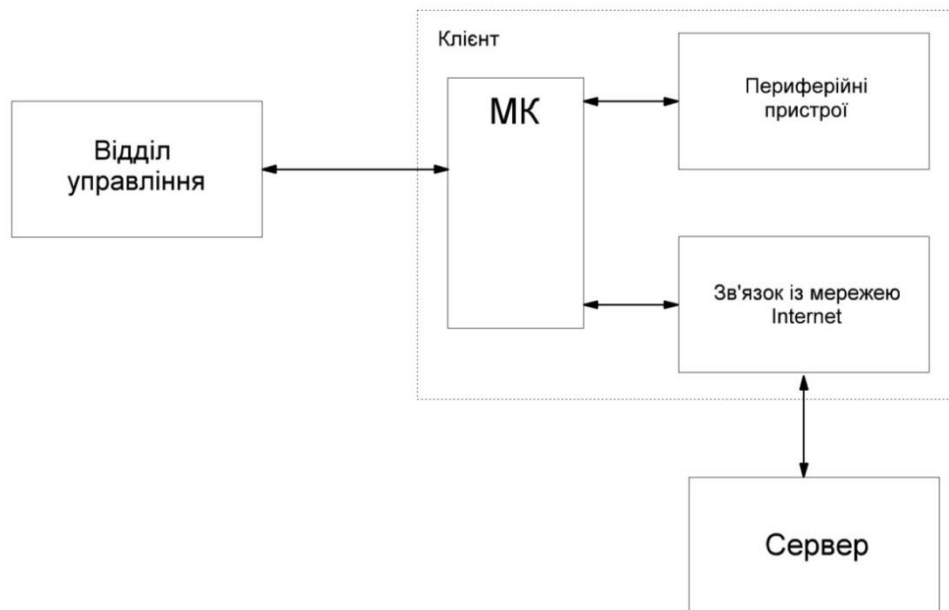 Клієнт
МК
Периферійні
пристрої
Відділ
управління
Зв'язок із мережею
Internet
Сервер